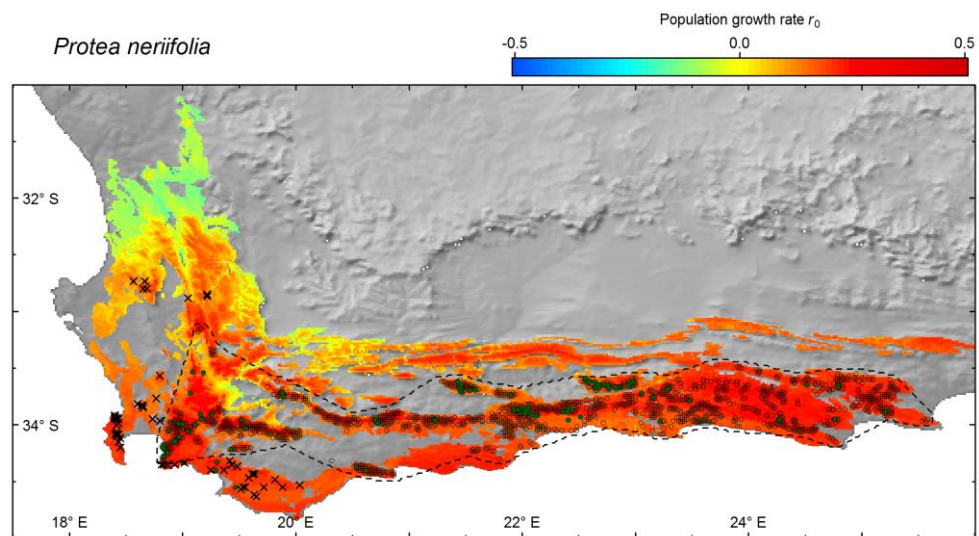 Population growth rate r₀
Protea neriifolia
-0.5 0.0 0.5
32° S
34° S
18° E 20° E 22° E 24° E